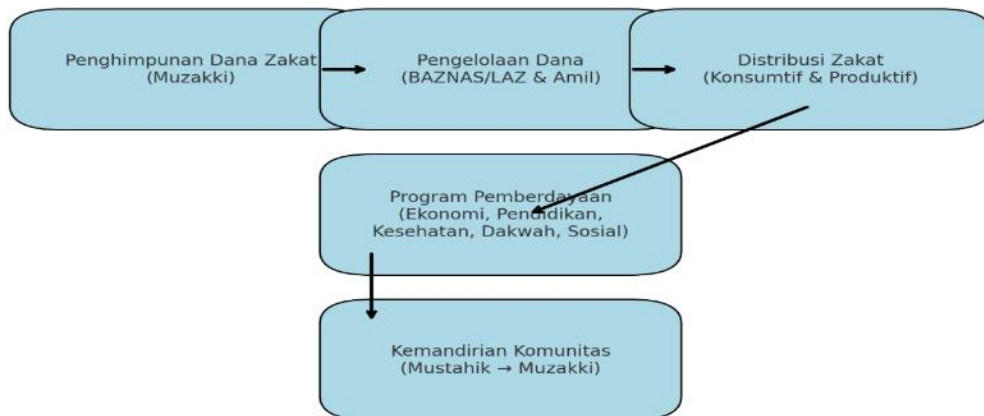 Penghimpunan Dana Zakat
(Muzakki)
Pengelolaan Dana
(BAZNAS/LAZ & Amil)
Distribusi Zakat
(Konsumtif & Produktif)
Program Pemberdayaan
(Ekonomi, Pendidikan,
Kesehatan, Dakwah, Sosial)
Kemandirian Komunitas
(Mustahik → Muzakki)